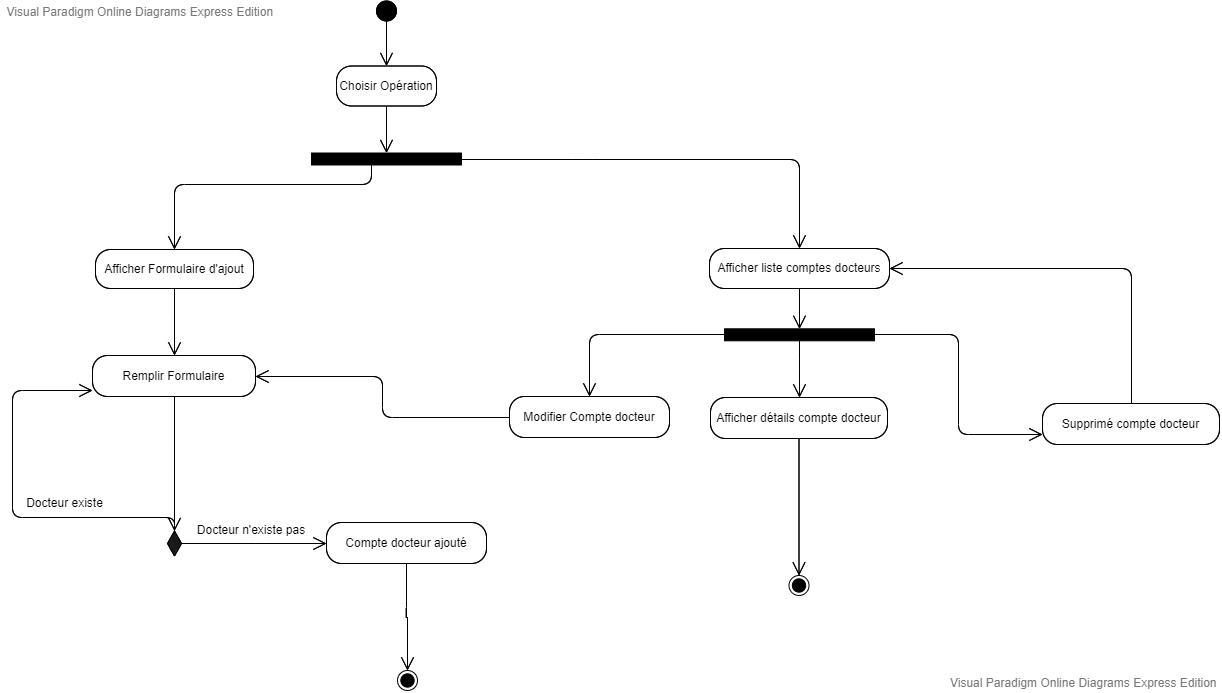 Visual Paradigm Online Diagrams Express Edition
Choisir Opération
Afficher Formulaire d'ajout
Afficher liste comptes docteurs
Remplir Formulaire
Modifier Compte docteur
Afficher détails compte docteur
Supprimé compte docteur
Docteur existe
Docteur n'existe pas
Compte docteur ajouté
Visual Paradigm Online Diagrams Express Edition